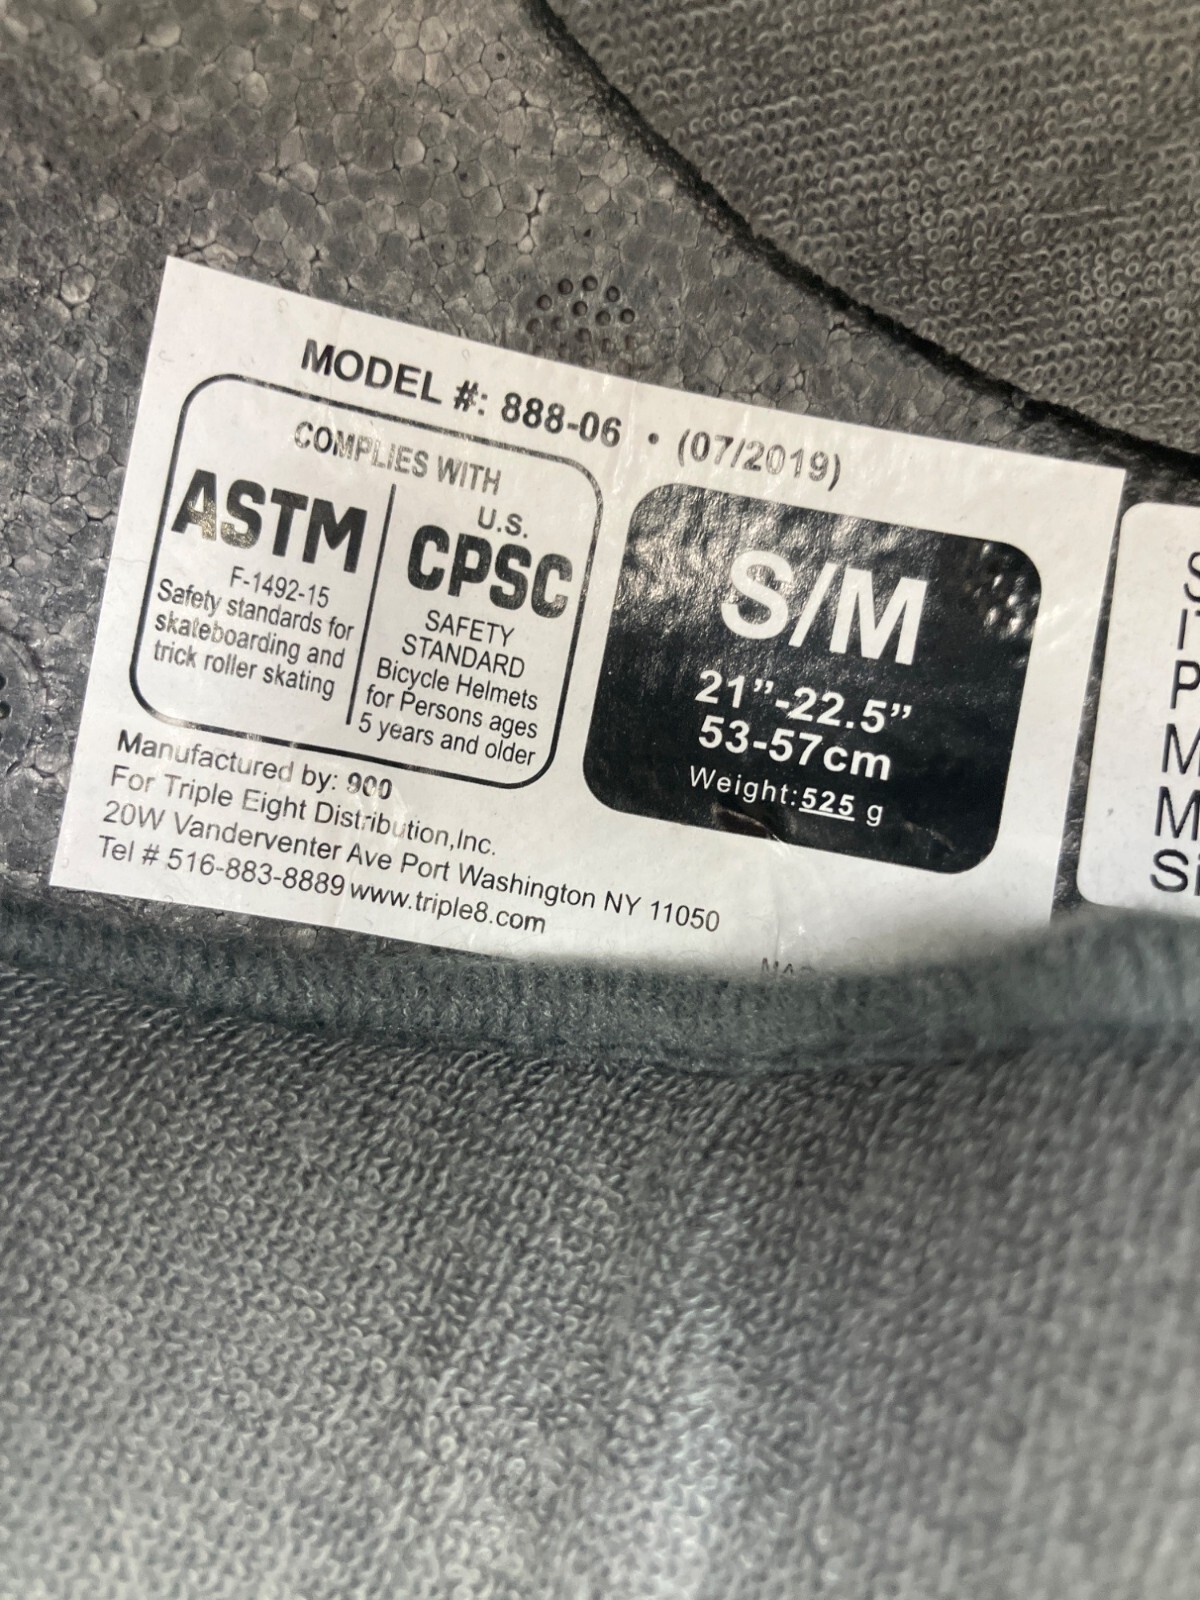 MODEL #: 888-06 • (07/2019)
COMPLIES WITH
ASTM
F-1492-15
Safety standards for
skateboarding and
trick roller skating
U.S.
CPSC
SAFETY
STANDARD
Bicycle Helmets
for Persons ages
5 years and older
S/M
21”-22.5”
53-57cm
Weight:525 g
Manufactured by: 900
For Triple Eight Distribution,Inc.
20W Vanderventer Ave Port Washington NY 11050
Tel # 516-883-8889 www.triple8.com